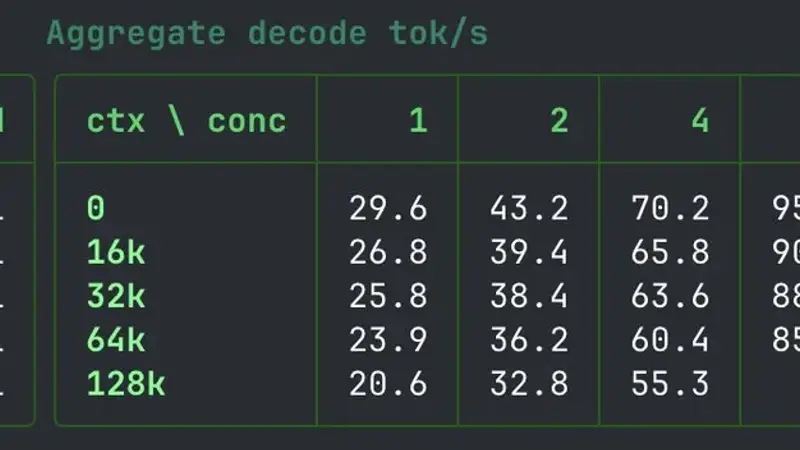 Aggregate decode tok/s
ctx \ conc 1 2 4
0 29.6 43.2 70.2
16k 26.8 39.4 65.8
32k 25.8 38.4 63.6
64k 23.9 36.2 60.4
128k 20.6 32.8 55.3